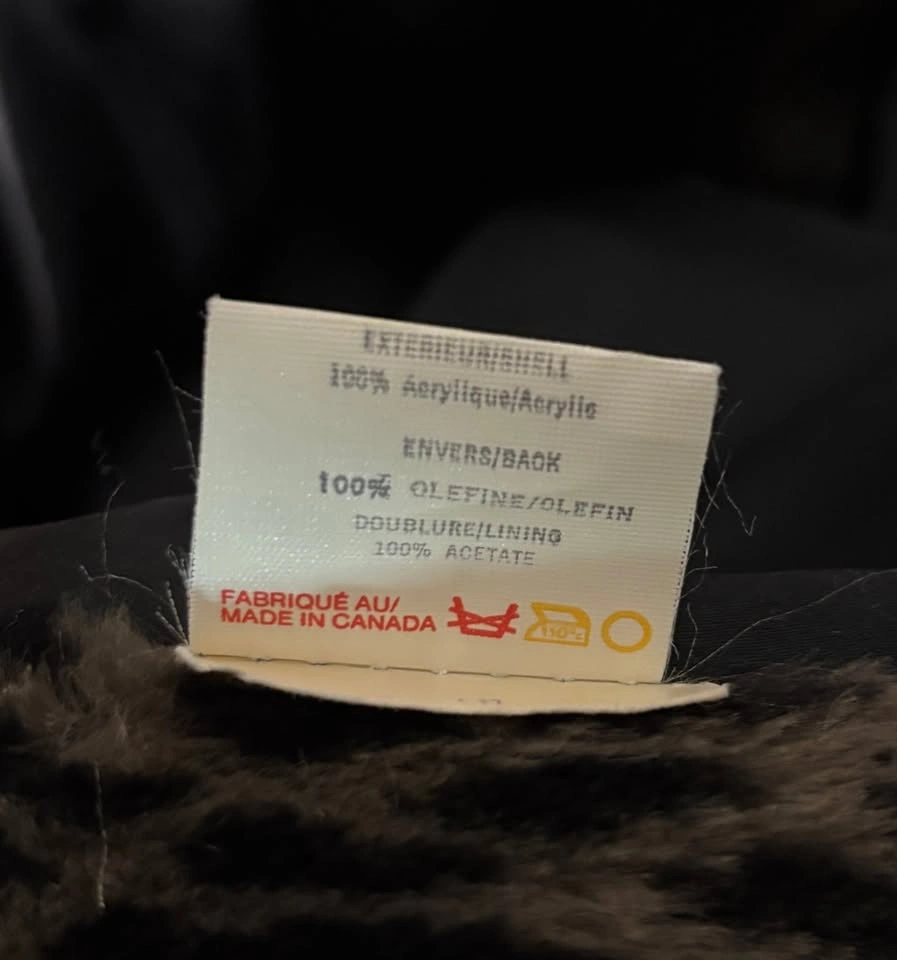 EXTERIEUR/SHELL
100% Acrylique/Acrylic
ENVERS/BACK
100% OLEFINE/OLEFIN
DOUBLURE/LINING
100% ACETATE
FABRIQUÉ AU/
MADE IN CANADA
110°C